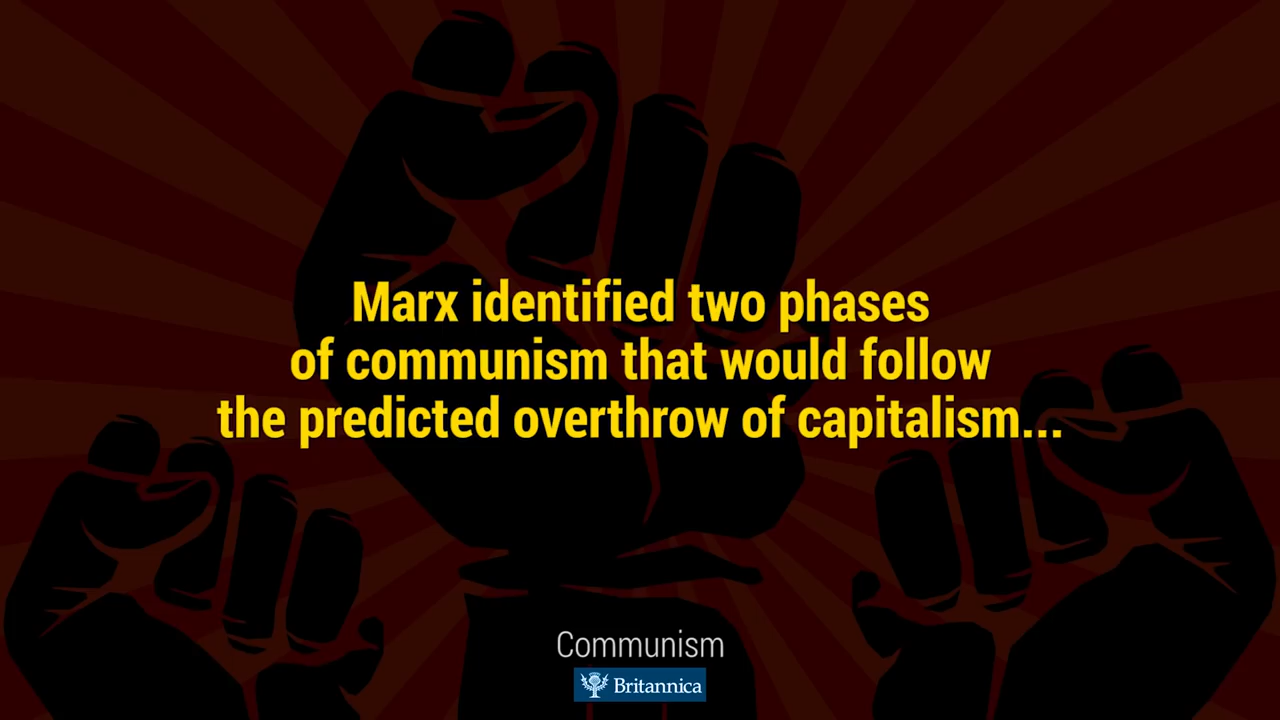 Marx identified two phases
of communism that would follow
the predicted overthrow of capitalism...
Communism
Britannica